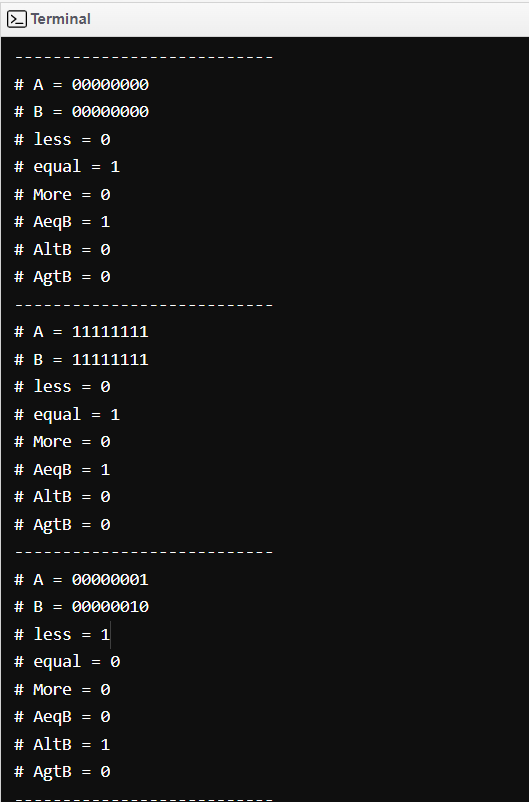 Terminal
---------------------------
# A = 00000000
# B = 00000000
# less = 0
# equal = 1
# More = 0
# AeqB = 1
# AltB = 0
# AgtB = 0
---------------------------
# A = 11111111
# B = 11111111
# less = 0
# equal = 1
# More = 0
# AeqB = 1
# AltB = 0
# AgtB = 0
---------------------------
# A = 00000001
# B = 00000010
# less = 1
# equal = 0
# More = 0
# AeqB = 0
# AltB = 1
# AgtB = 0
---------------------------